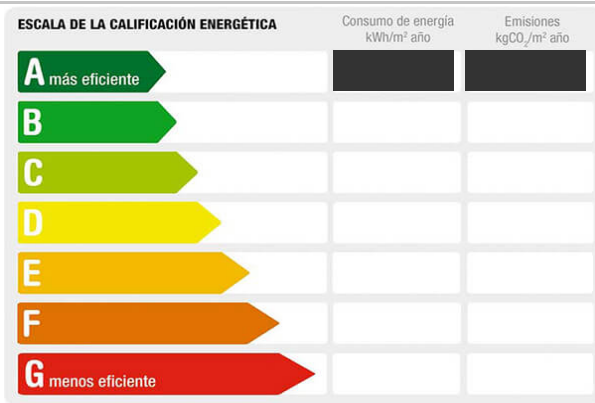 ESCALA DE LA CALIFICACIÓN ENERGÉTICA
Consumo de energía
kWh/m² año
Emisiones
kgCO₂/m² año
A más eficiente
B
C
D
E
F
G menos eficiente